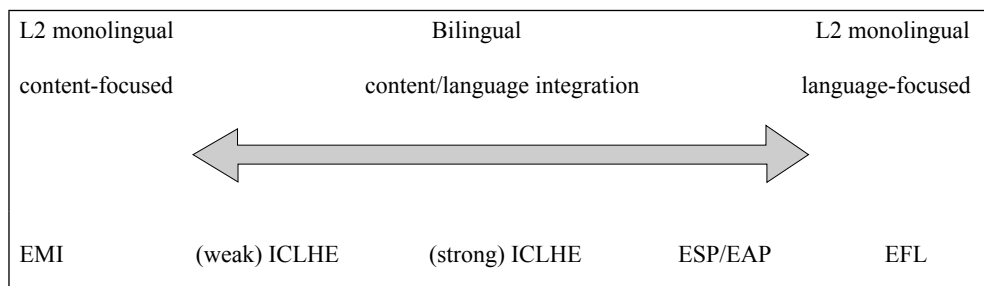 L2 monolingual Bilingual L2 monolingual
content-focused content/language integration language-focused
EMI (weak) ICLHE (strong) ICLHE ESP/EAP EFL